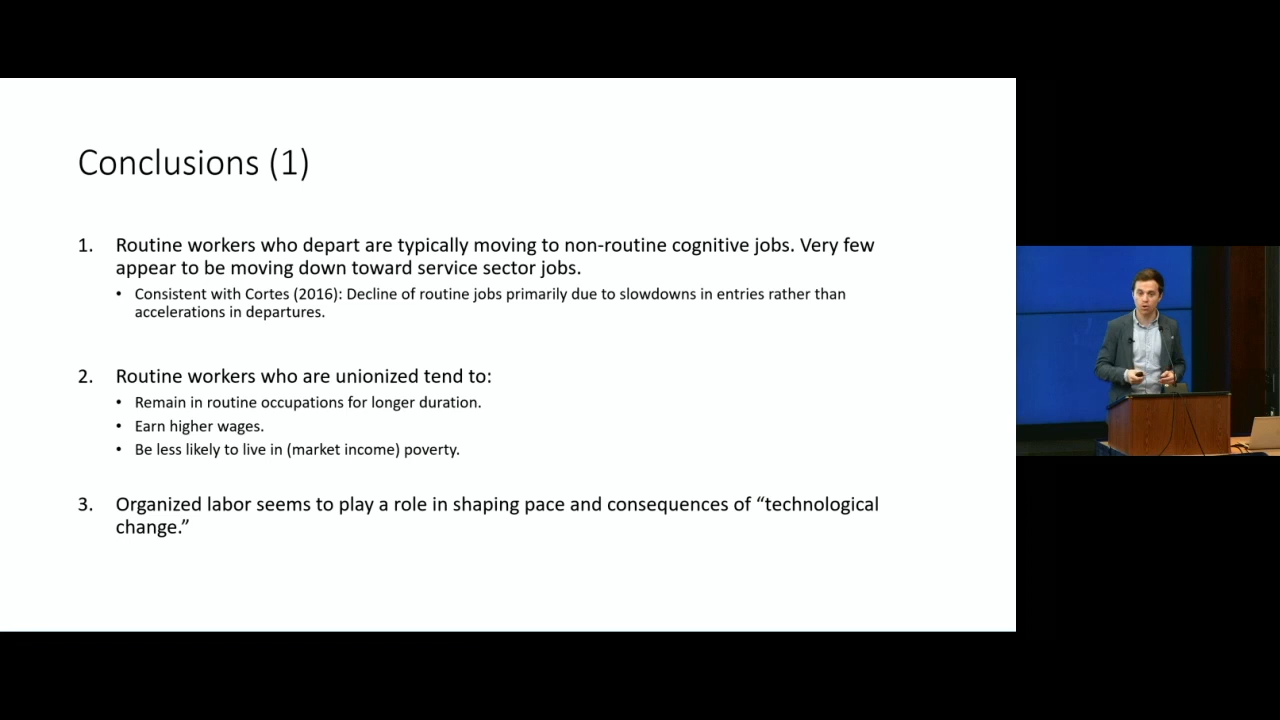 Conclusions (1)
1. Routine workers who depart are typically moving to non-routine cognitive jobs. Very few
appear to be moving down toward service sector jobs.
• Consistent with Cortes (2016): Decline of routine jobs primarily due to slowdowns in entries rather than
accelerations in departures.
2. Routine workers who are unionized tend to:
• Remain in routine occupations for longer duration.
• Earn higher wages.
• Be less likely to live in (market income) poverty.
3. Organized labor seems to play a role in shaping pace and consequences of “technological
change.”